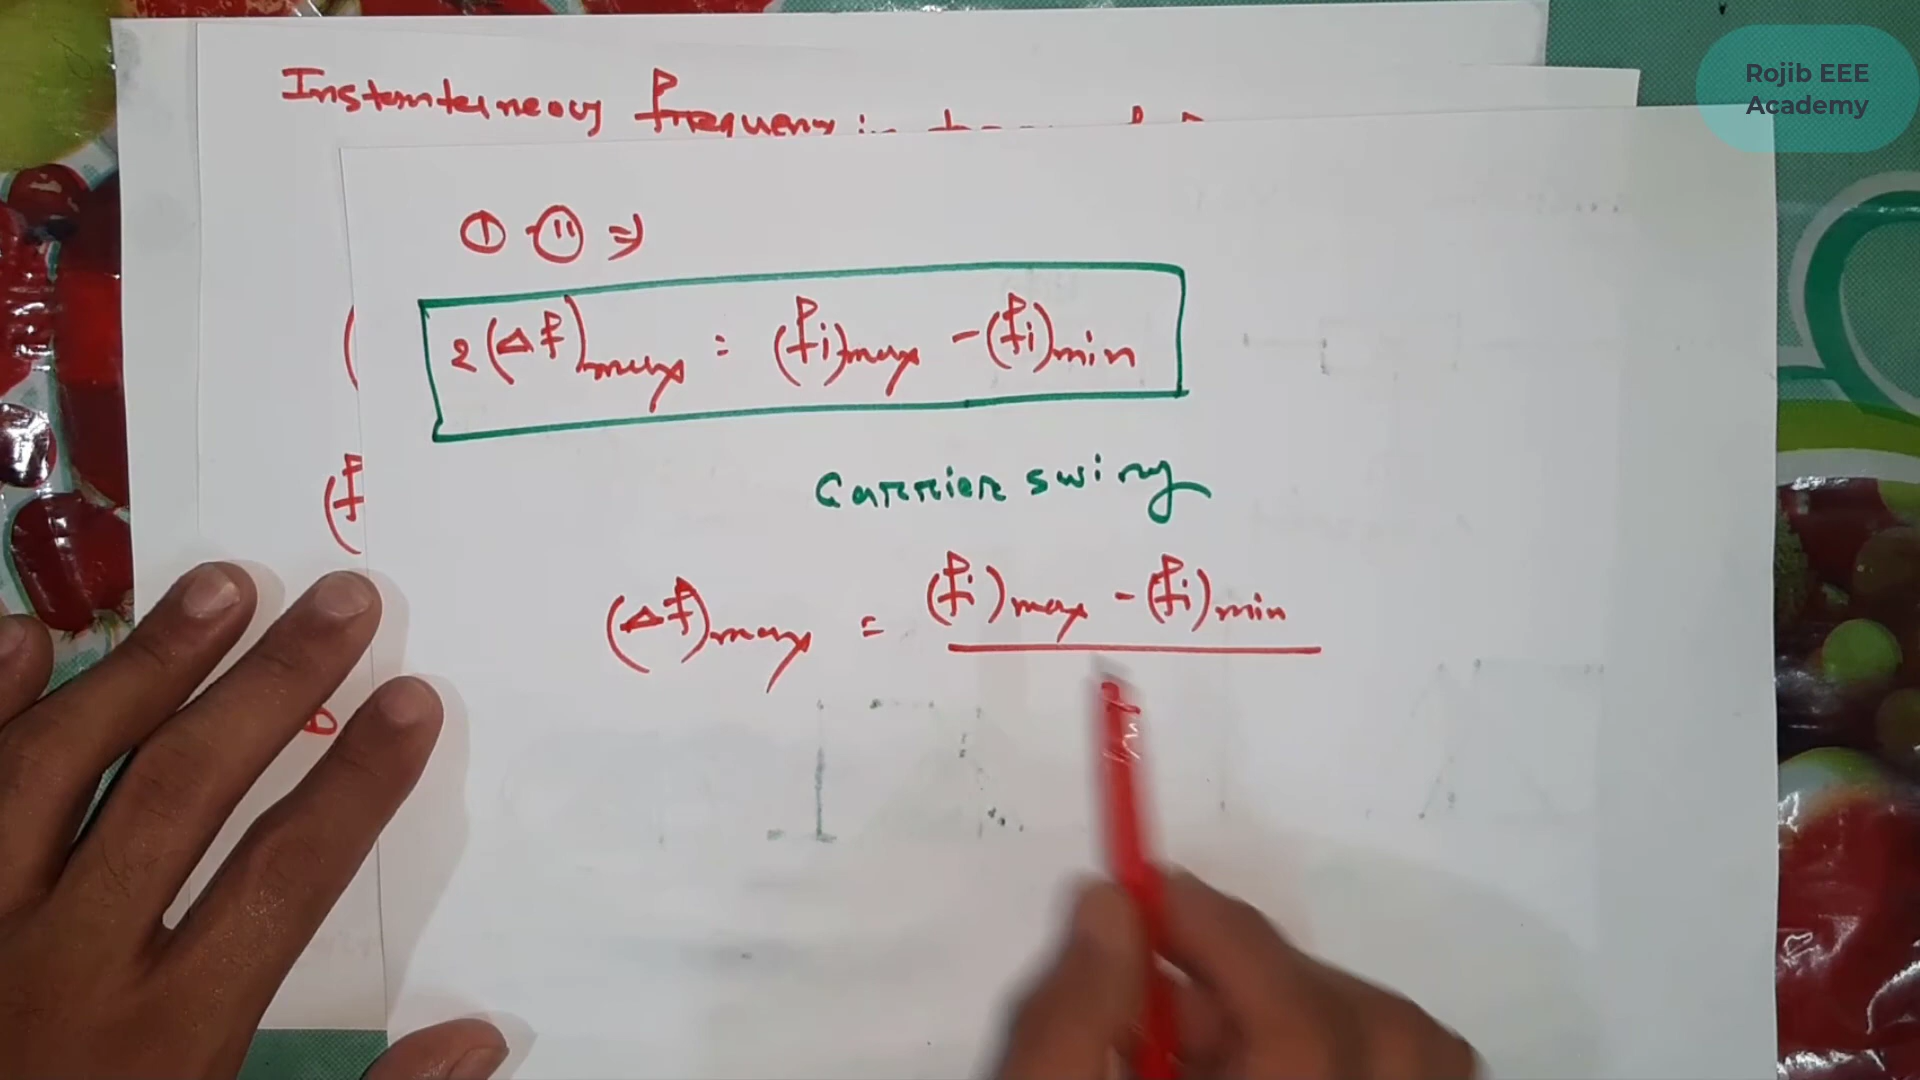 Rojib EEE
Academy
Instanteneous frequency in
① - ⑪ ⇒
2(Δf)max = (fi)max - (fi)min
Carrier swing
(Δf)max = (fi)max - (fi)min